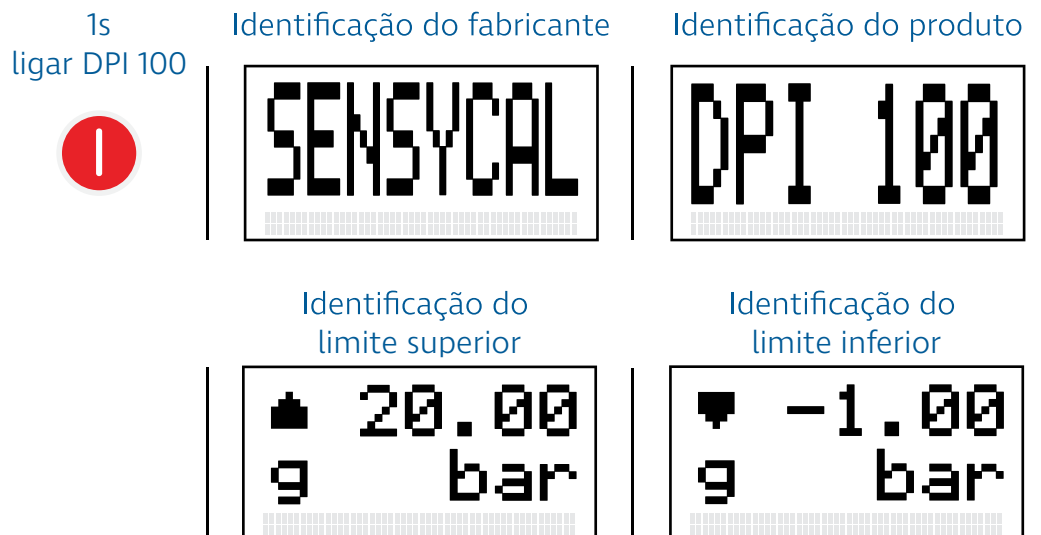 1s
ligar DPI 100
Identificação do fabricante
SENSYCAL
Identificação do produto
DPI 100
Identificação do
limite superior
20.00
g bar
Identificação do
limite inferior
-1.00
g bar